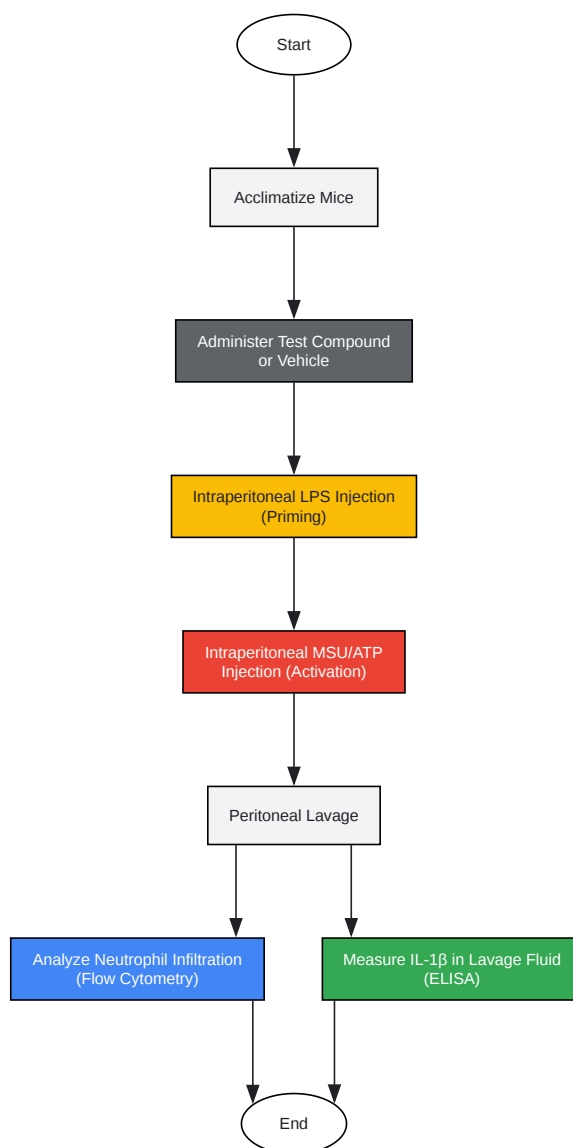 Start
Acclimatize Mice
Administer Test Compound
or Vehicle
Intraperitoneal LPS Injection
(Priming)
Intraperitoneal MSU/ATP
Injection (Activation)
Peritoneal Lavage
Analyze Neutrophil Infiltration
(Flow Cytometry)
Measure IL-1β in Lavage Fluid
(ELISA)
End